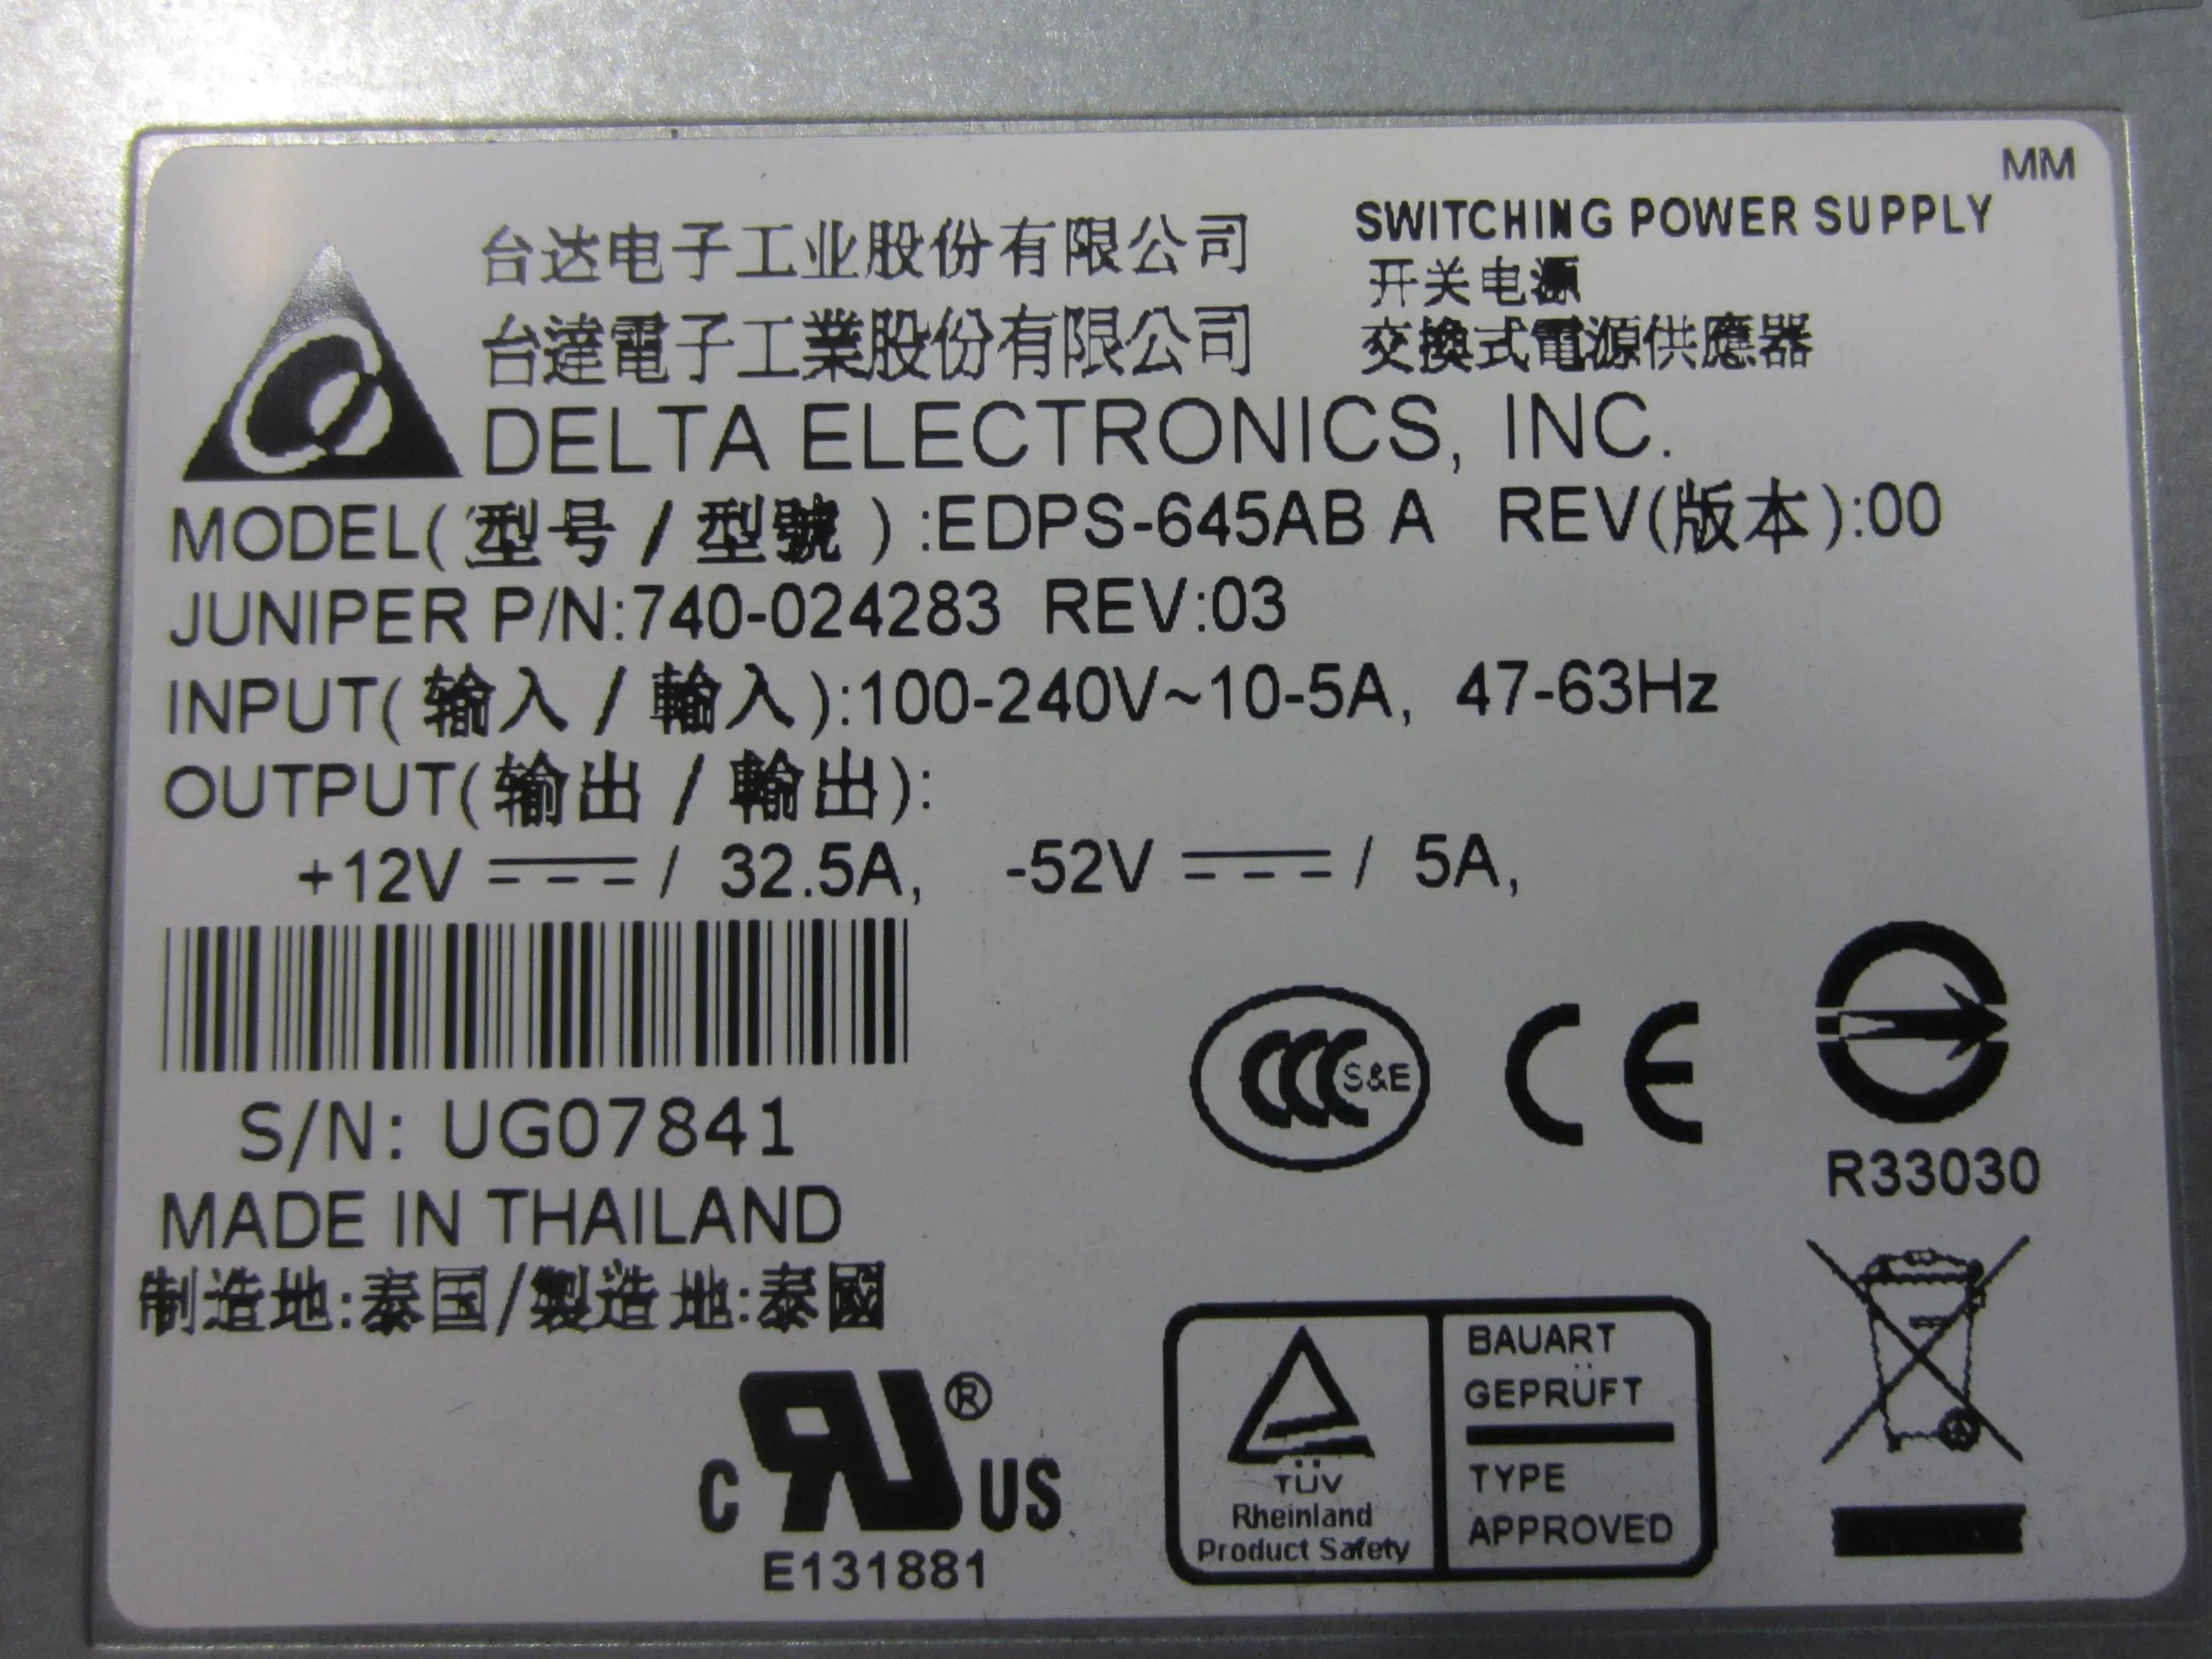 MM
台达电子工业股份有限公司
SWITCHING POWER SUPPLY
开关电源
台達電子工業股份有限公司
交換式電源供應器
DELTA ELECTRONICS, INC.
MODEL(型号 / 型號):EDPS-645AB A REV(版本):00
JUNIPER P/N:740-024283 REV:03
INPUT(输入 / 輸入):100-240V~10-5A, 47-63Hz
OUTPUT(输出 / 輸出):
+12V ⎓ / 32.5A, -52V ⎓ / 5A,
S/N: UG07841
CCC S&E
CE
R33030
MADE IN THAILAND
制造地:泰国/製造地:泰國
C RU® US
E131881
TÜV
Rheinland
Product Safety
BAUART
GEPRÜFT
TYPE
APPROVED